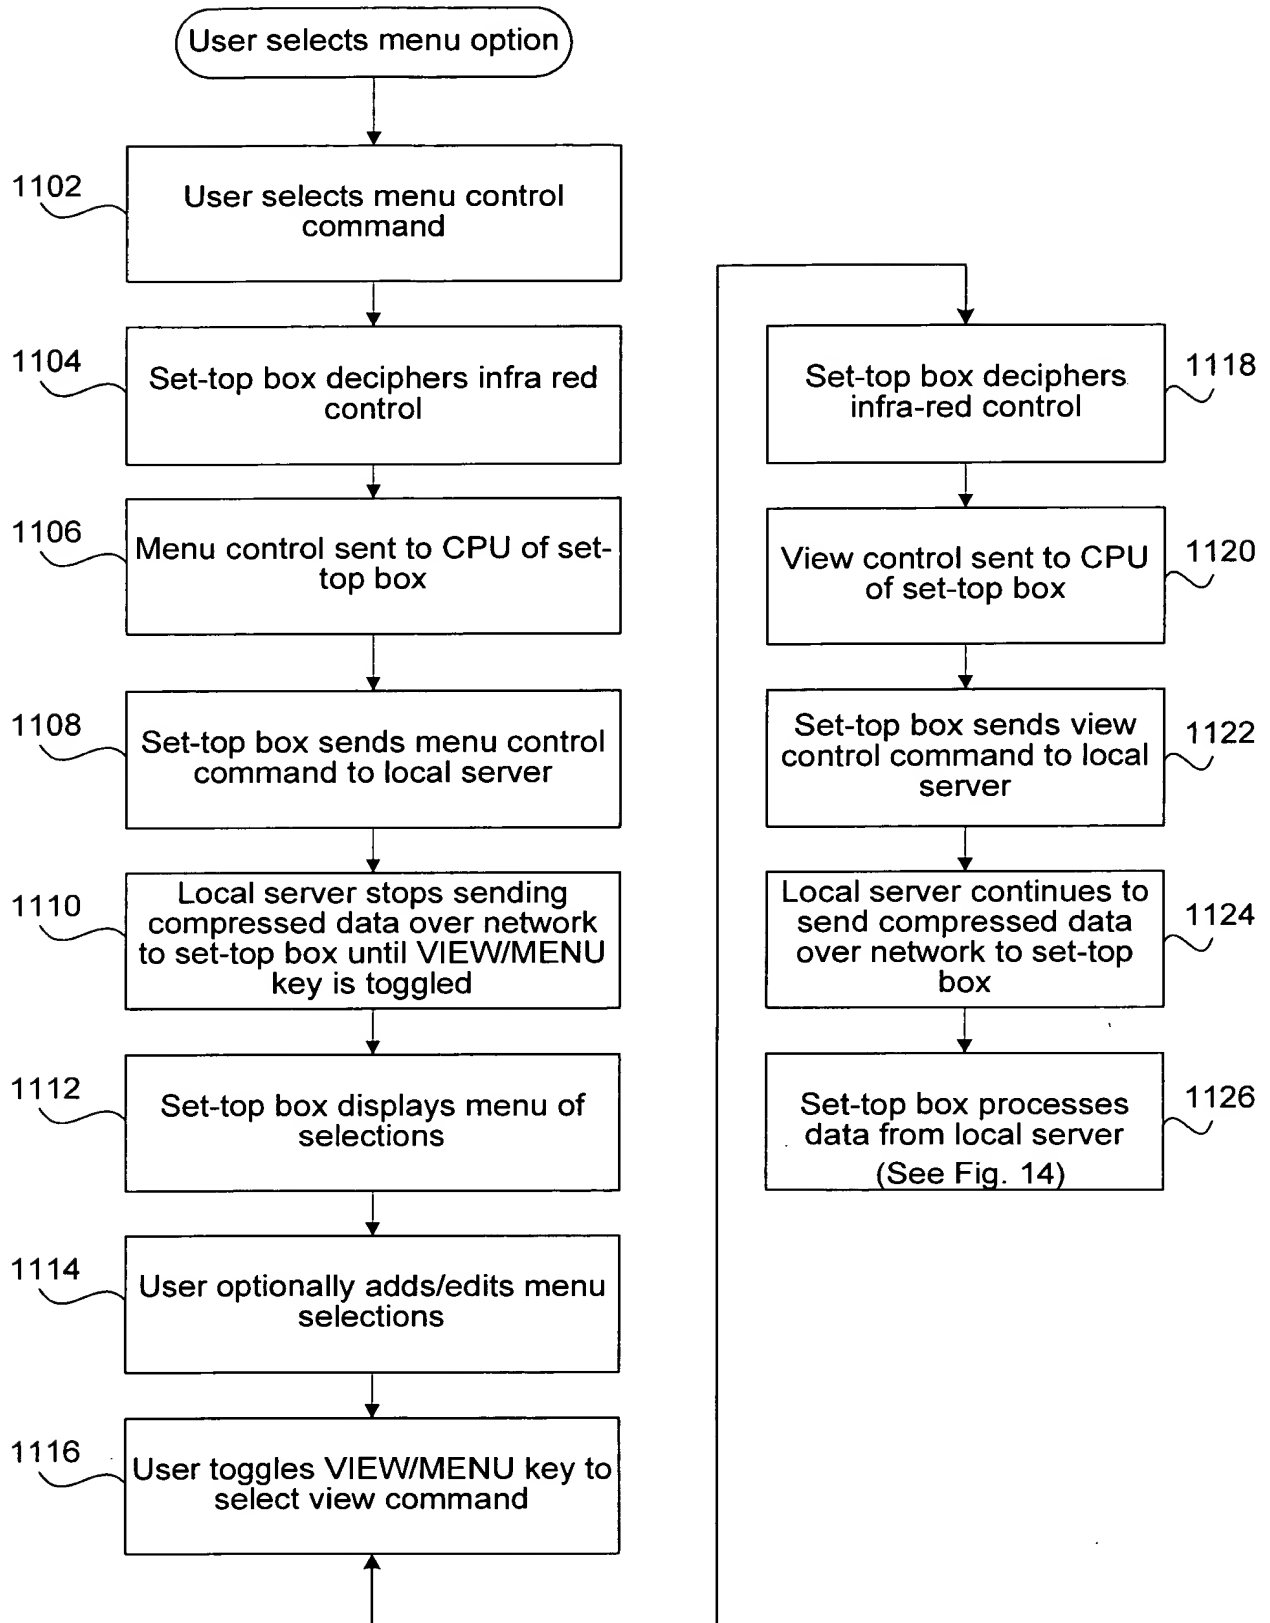 User selects menu option
1102
User selects menu control
command
1104
Set-top box deciphers infra red
control
1106
Menu control sent to CPU of set-
top box
1108
Set-top box sends menu control
command to local server
1110
Local server stops sending
compressed data over network
to set-top box until VIEW/MENU
key is toggled
1112
Set-top box displays menu of
selections
1114
User optionally adds/edits menu
selections
1116
User toggles VIEW/MENU key to
select view command
Set-top box deciphers
infra-red control
1118
View control sent to CPU
of set-top box
1120
Set-top box sends view
control command to local
server
1122
Local server continues to
send compressed data
over network to set-top
box
1124
Set-top box processes
data from local server
(See Fig. 14)
1126